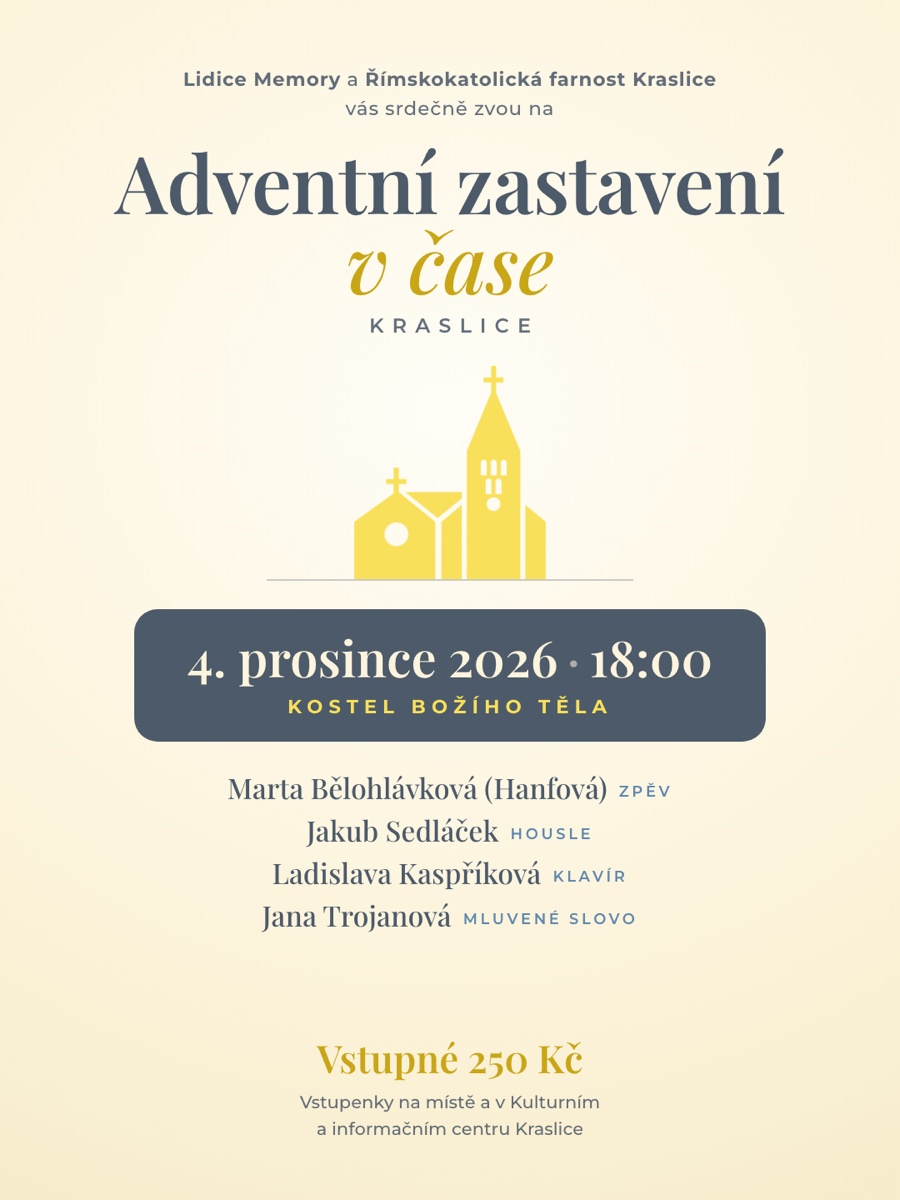 Lidice Memory a Římskokatolická farnost Kraslice
vás srdečně zvou na
Adventní zastavení
v čase
KRASLICE
4. prosince 2026 · 18:00
KOSTEL BOŽÍHO TĚLA
Marta Bělohlávková (Hanfová) ZPĚV
Jakub Sedláček HOUSLE
Ladislava Kaspříková KLAVÍR
Jana Trojanová MLUVENÉ SLOVO
Vstupné 250 Kč
Vstupenky na místě a v Kulturním
a informačním centru Kraslice